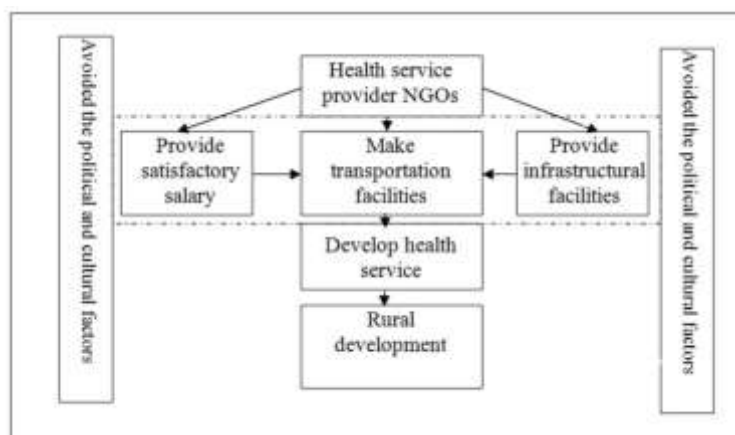 Avoided the political and cultural factors
Health service
provider NGOs
Provide
satisfactory
salary
Make
transportation
facilities
Provide
infrastructural
facilities
Develop health
service
Rural
development
Avoided the political and cultural factors